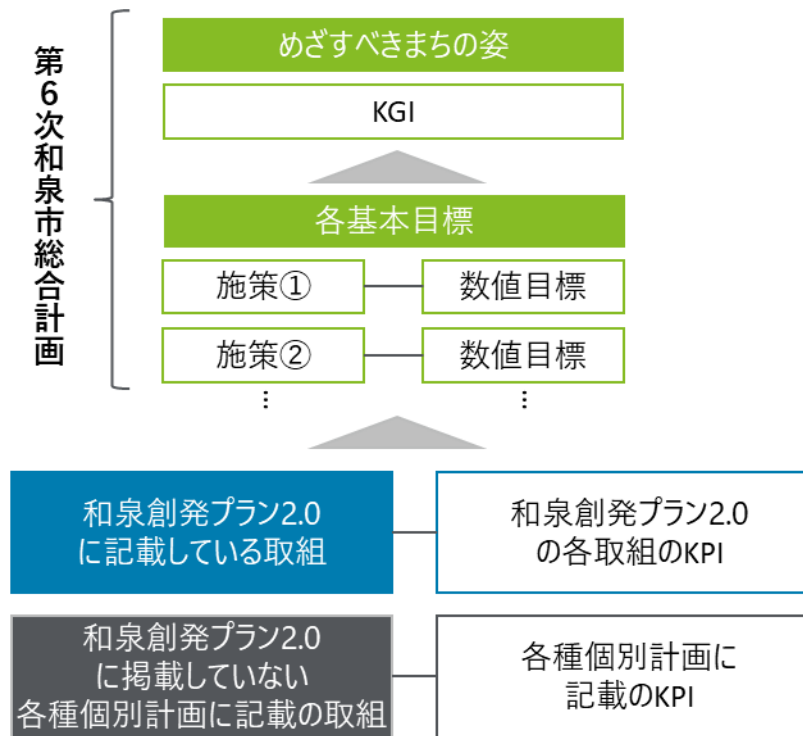 第6次和泉市総合計画
めざすべきまちの姿
KGI
各基本目標
施策①
数値目標
施策②
数値目標
…
…
和泉創発プラン2.0
に記載している取組
和泉創発プラン2.0
の各取組のKPI
和泉創発プラン2.0
に掲載していない
各種個別計画に記載の取組
各種個別計画に
記載のKPI